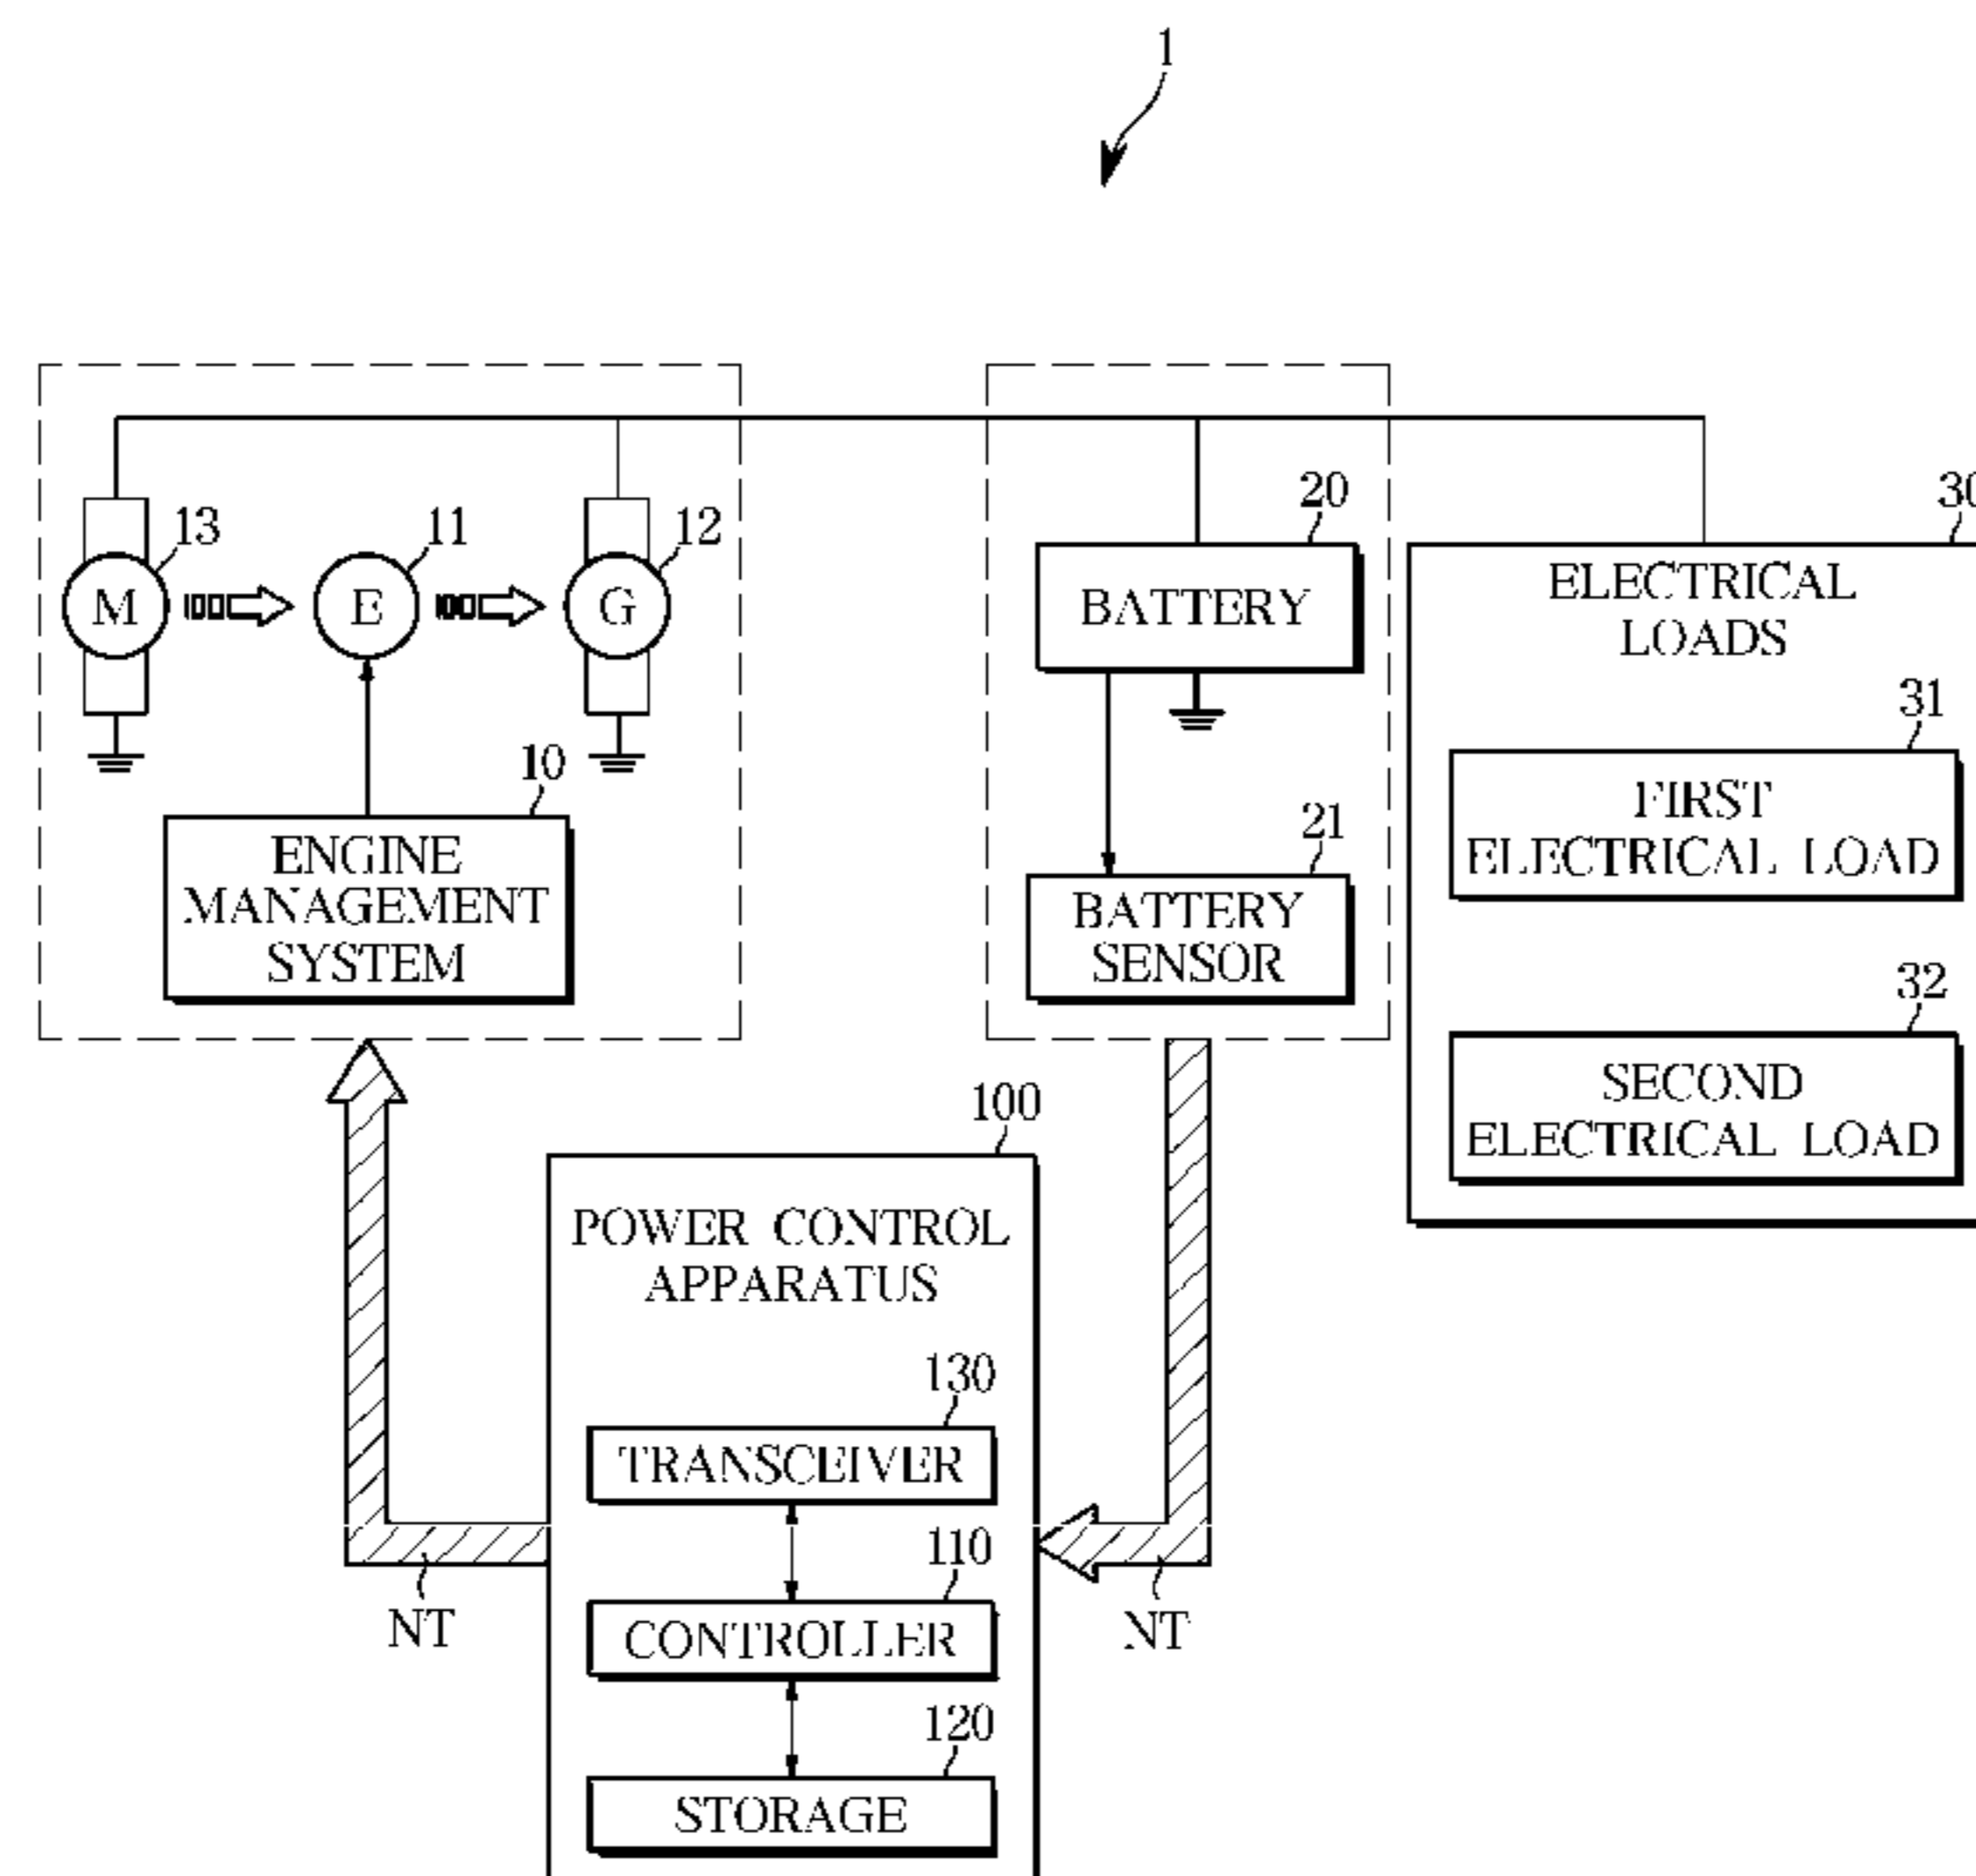 1
13
11
12
20
30
M
E
G
BATTERY
ELECTRICAL
LOADS
10
31
ENGINE
MANAGEMENT
SYSTEM
21
BATTERY
SENSOR
FIRST
ELECTRICAL LOAD
32
SECOND
ELECTRICAL LOAD
100
POWER CONTROL
APPARATUS
130
TRANSCEIVER
110
NT
CONTROLLER
NT
120
STORAGE